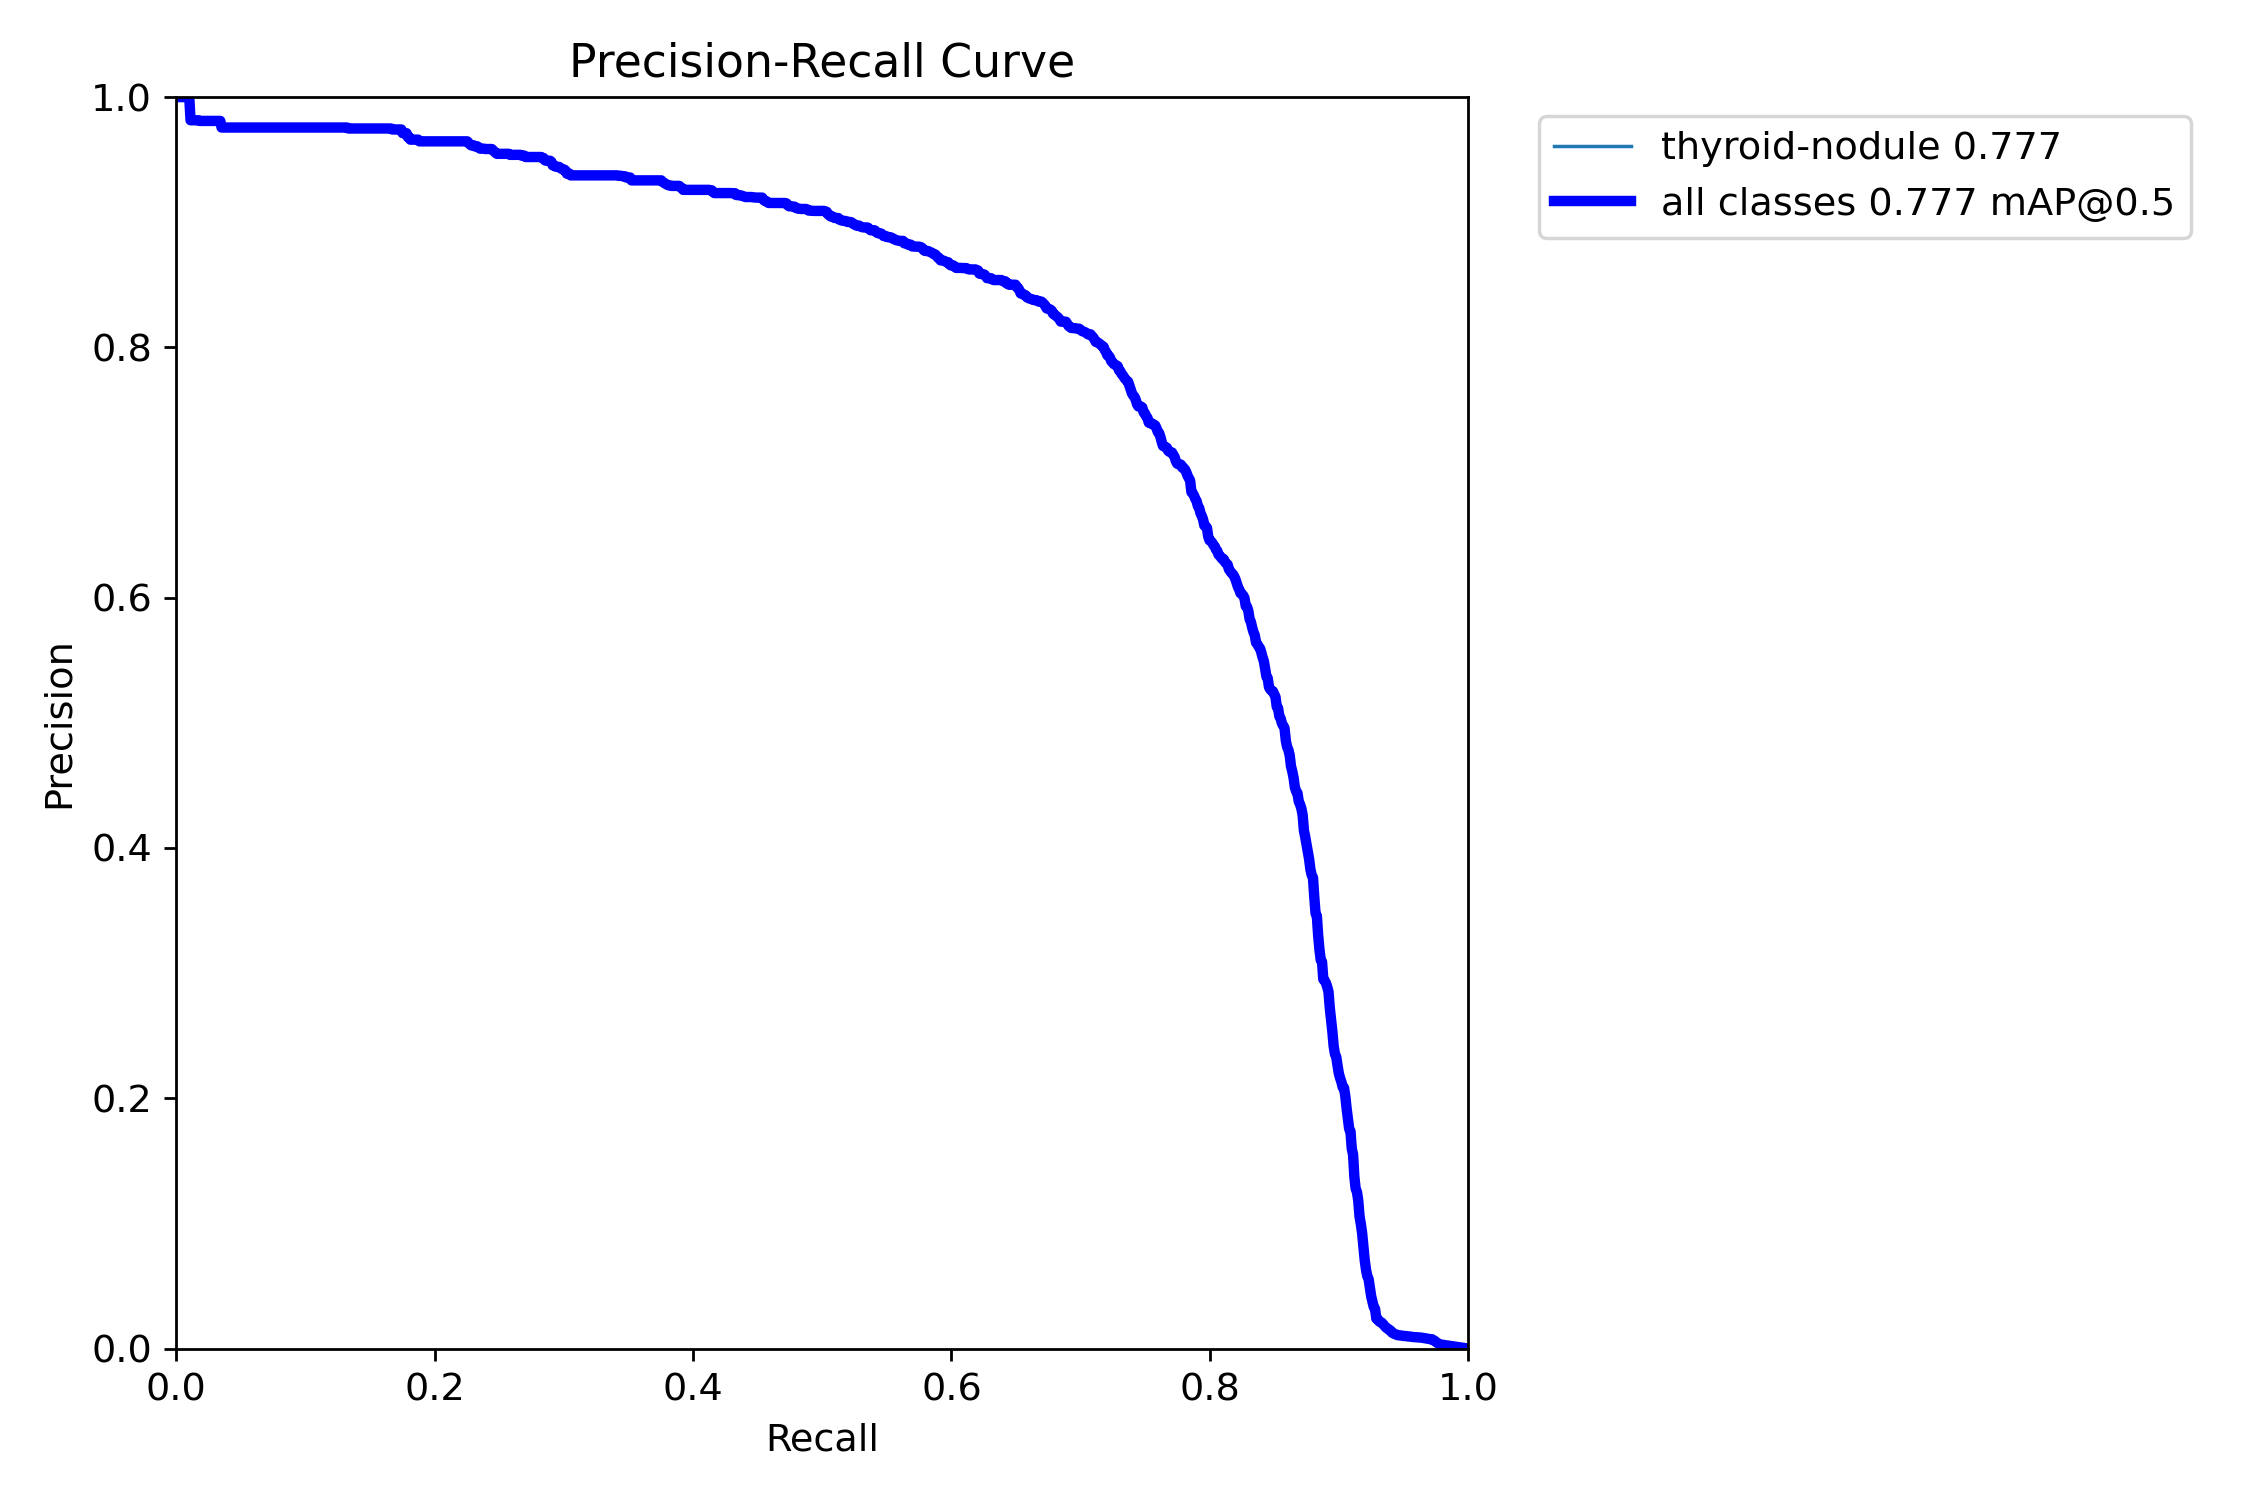 Precision-Recall Curve
thyroid-nodule 0.777
all classes 0.777 mAP@0.5
Precision
1.0
0.8
0.6
0.4
0.2
0.0
0.0 0.2 0.4 0.6 0.8 1.0
Recall